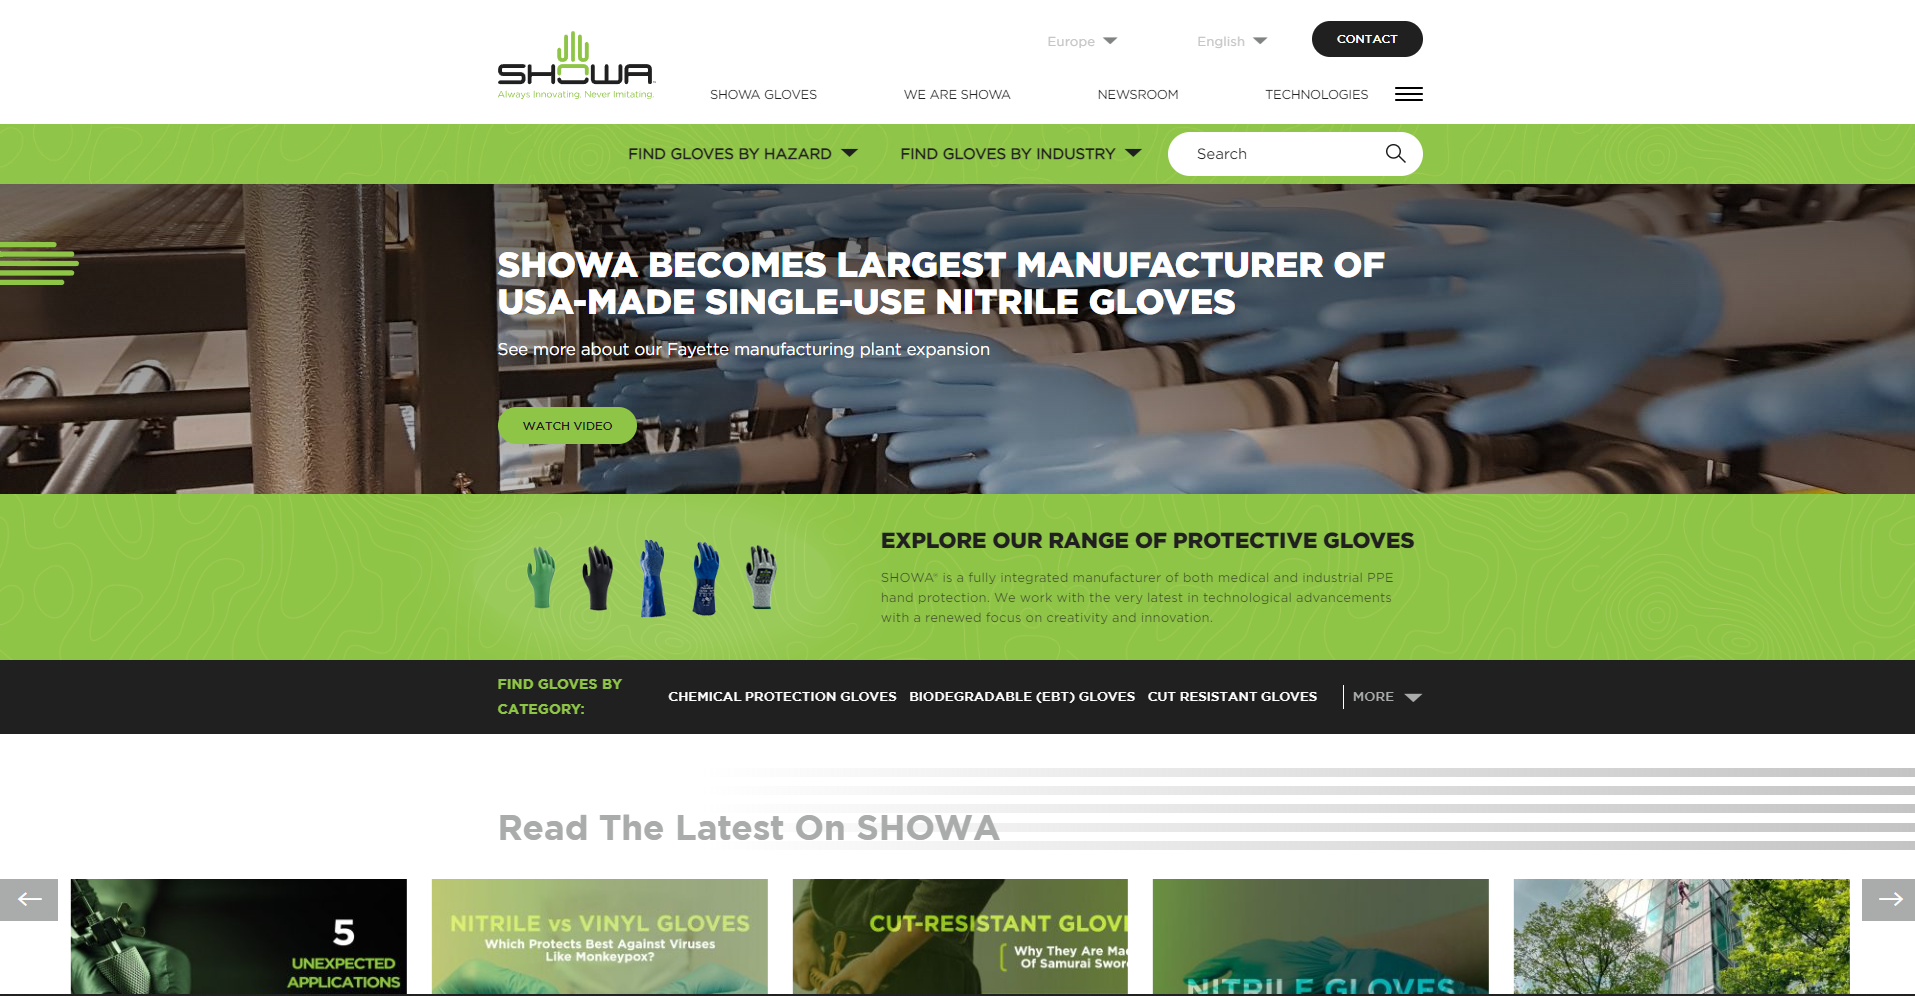 Europe
English
CONTACT
SHOWA
Always Innovating. Never Imitating.
SHOWA GLOVES
WE ARE SHOWA
NEWSROOM
TECHNOLOGIES
FIND GLOVES BY HAZARD
FIND GLOVES BY INDUSTRY
Search
SHOWA BECOMES LARGEST MANUFACTURER OF
USA-MADE SINGLE-USE NITRILE GLOVES
See more about our Fayette manufacturing plant expansion
WATCH VIDEO
EXPLORE OUR RANGE OF PROTECTIVE GLOVES
SHOWA® is a fully integrated manufacturer of both medical and industrial PPE
hand protection. We work with the very latest in technological advancements
with a renewed focus on creativity and innovation.
FIND GLOVES BY
CATEGORY:
CHEMICAL PROTECTION GLOVES
BIODEGRADABLE (EBT) GLOVES
CUT RESISTANT GLOVES
MORE
Read The Latest On SHOWA
5
UNEXPECTED
APPLICATIONS
NITRILE vs VINYL GLOVES
Which Protects Best Against Viruses
Like Monkeypox?
CUT-RESISTANT GLOV
Why They Are Ma
Of Samurai Swor
NITRILE GLOVES